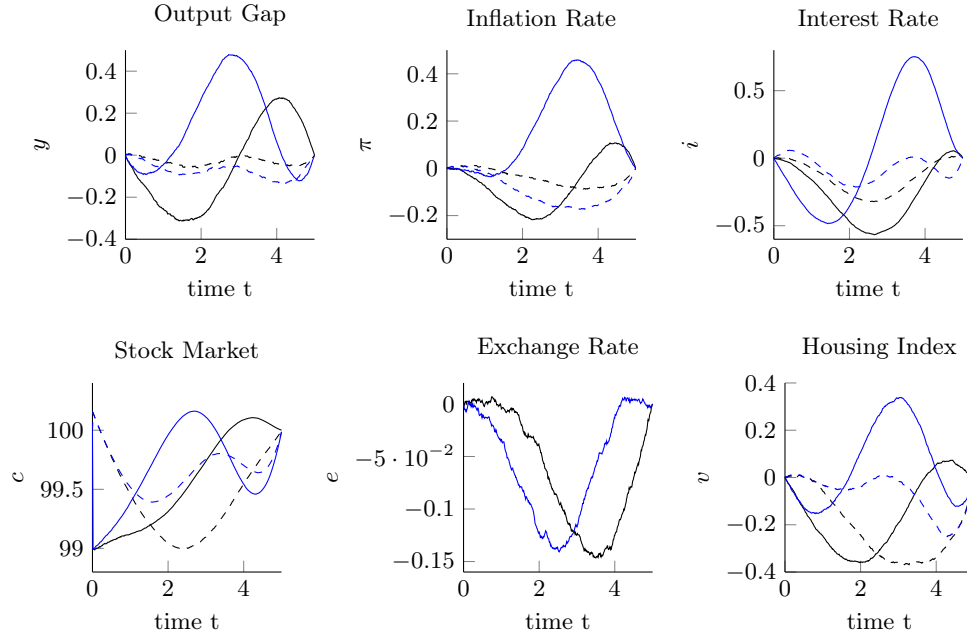 Output Gap
0.4
0.2
0
−0.2
−0.4
y
0
2
4
time t
Inflation Rate
0.4
0.2
0
−0.2
π
0
2
4
time t
Interest Rate
0.5
0
−0.5
i
0
2
4
time t
Stock Market
100
99.5
99
c
0
2
4
time t
Exchange Rate
0
−5 · 10⁻²
−0.1
−0.15
e
0
2
4
time t
Housing Index
0.4
0.2
0
−0.2
−0.4
v
0
2
4
time t